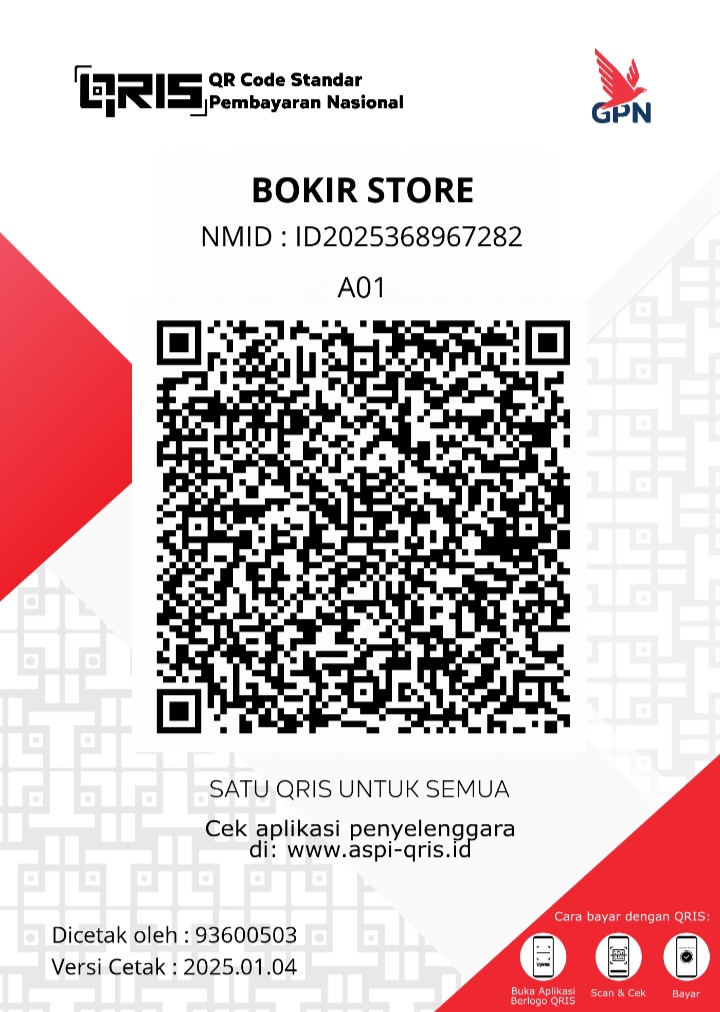 QRIS QR Code Standar
Pembayaran Nasional
GPN
BOKIR STORE
NMID : ID2025368967282
A01
SATU QRIS UNTUK SEMUA
Cek aplikasi penyelenggara
di: www.aspi-qris.id
Dicetak oleh : 93600503
Versi Cetak : 2025.01.04
Cara bayar dengan QRIS:
Buka Aplikasi
Berlogo QRIS
Scan & Cek
Bayar